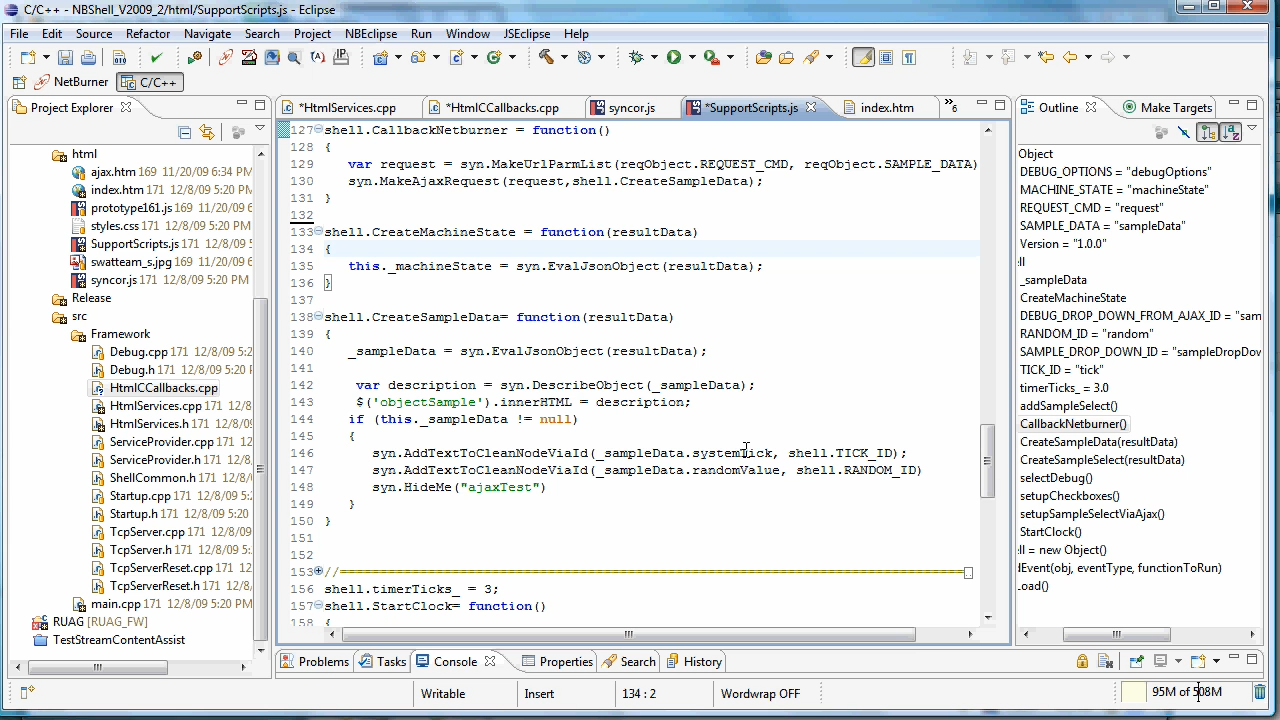 C/C++ - NBShell_V2009_2/html/SupportScripts.js - Eclipse
File Edit Source Refactor Navigate Search Project NBEclipse Run Window JSEclipse Help
NetBurner C/C++
Project Explorer
html
ajax.htm 169 11/20/09 6:34 PM
index.htm 171 12/8/09 5:20 PM
prototype161.js 169 11/20/09 6
styles.css 171 12/8/09 5:20 PM
SupportScripts.js 171 12/8/09 5
swatteam_s.jpg 169 11/20/09 6
syncor.js 171 12/8/09 5:20 PM
Release
src
Framework
Debug.cpp 171 12/8/09 5:2
Debug.h 171 12/8/09 5:20 P
HtmlCCallbacks.cpp
HtmlServices.cpp 171 12/8/0
HtmlServices.h 171 12/8/09
ServiceProvider.cpp 171 12/
ServiceProvider.h 171 12/8/
ShellCommon.h 171 12/8/09
Startup.cpp 171 12/8/09 5:
Startup.h 171 12/8/09 5:20
TcpServer.cpp 171 12/8/09
TcpServer.h 171 12/8/09 5:
TcpServerReset.cpp 171 12/
TcpServerReset.h 171 12/8/
main.cpp 171 12/8/09 5:20 PM
RUAG [RUAG_FW]
TestStreamContentAssist
*HtmlServices.cpp *HtmlCCallbacks.cpp syncor.js *SupportScripts.js index.htm »6
127 shell.CallbackNetburner = function()
128 {
129 var request = syn.MakeUrlParmList(reqObject.REQUEST_CMD, reqObject.SAMPLE_DATA)
130 syn.MakeAjaxRequest(request,shell.CreateSampleData);
131 }
132
133 shell.CreateMachineState = function(resultData)
134 {
135 this._machineState = syn.EvalJsonObject(resultData);
136 }
137
138 shell.CreateSampleData= function(resultData)
139 {
140 _sampleData = syn.EvalJsonObject(resultData);
141
142 var description = syn.DescribeObject(_sampleData);
143 $('objectSample').innerHTML = description;
144 if (this._sampleData != null)
145 {
146 syn.AddTextToCleanNodeViaId(_sampleData.systemTick, shell.TICK_ID);
147 syn.AddTextToCleanNodeViaId(_sampleData.randomValue, shell.RANDOM_ID)
148 syn.HideMe("ajaxTest")
149 }
150 }
151
152
153 //==============================================================================
156 shell.timerTicks_ = 3;
157 shell.StartClock= function()
158 {
Outline Make Targets
Object
DEBUG_OPTIONS = "debugOptions"
MACHINE_STATE = "machineState"
REQUEST_CMD = "request"
SAMPLE_DATA = "sampleData"
Version = "1.0.0"
ll
_sampleData
CreateMachineState
DEBUG_DROP_DOWN_FROM_AJAX_ID = "sam
RANDOM_ID = "random"
SAMPLE_DROP_DOWN_ID = "sampleDropDov
TICK_ID = "tick"
timerTicks_ = 3.0
addSampleSelect()
CallbackNetburner()
CreateSampleData(resultData)
CreateSampleSelect(resultData)
selectDebug()
setupCheckboxes()
setupSampleSelectViaAjax()
StartClock()
ll = new Object()
dEvent(obj, eventType, functionToRun)
Load()
Problems Tasks Console Properties Search History
Writable Insert 134 : 2 Wordwrap OFF 95M of 508M